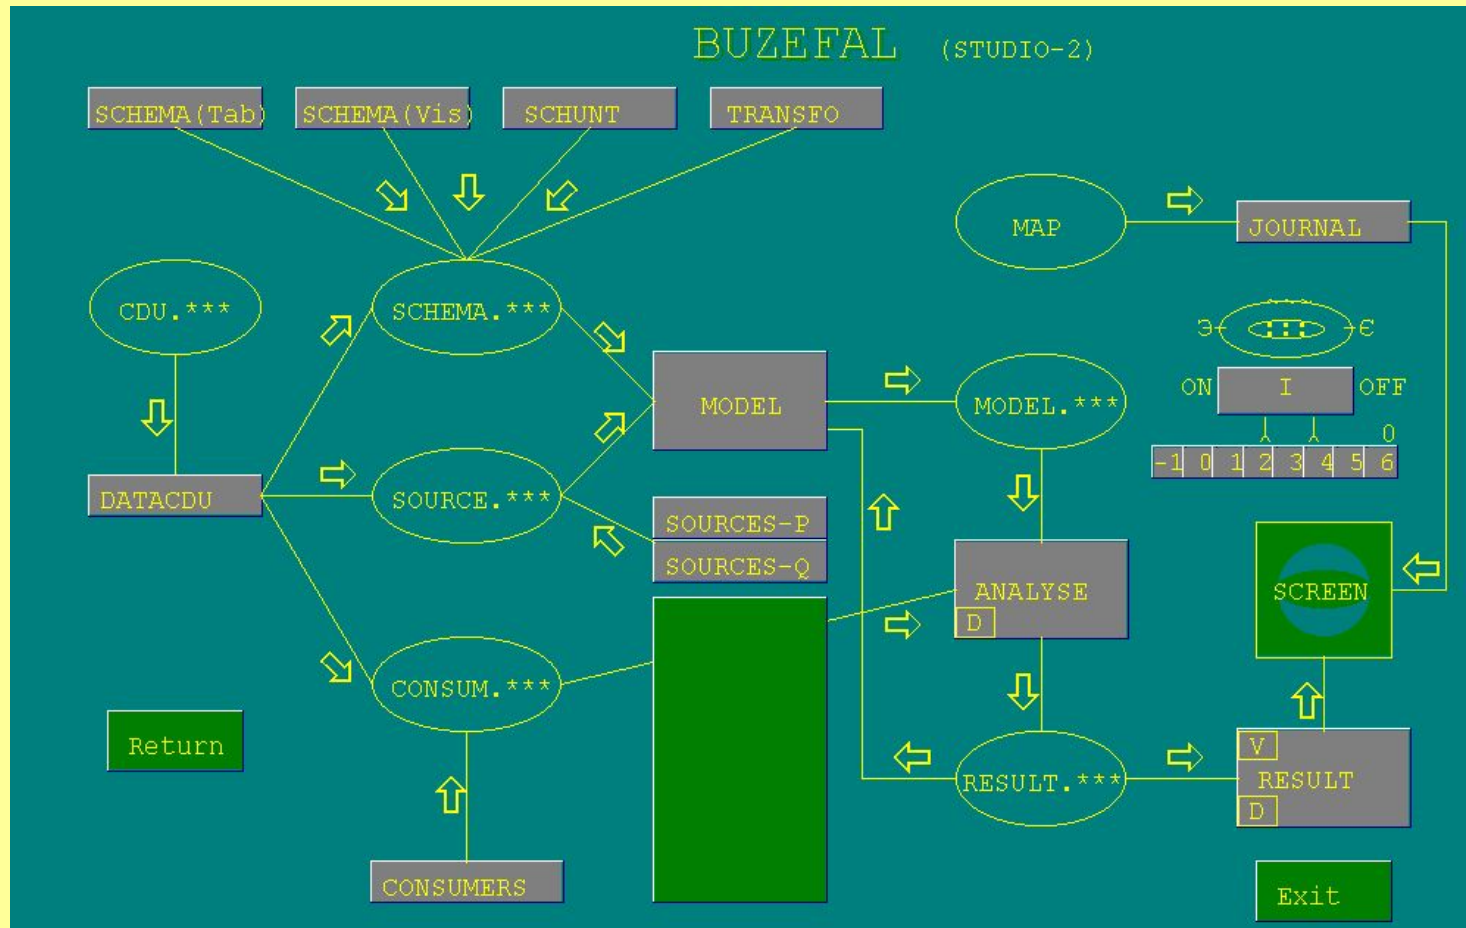 BUZEFAL (STUDIO-2)
SCHEMA(Tab)
SCHEMA(Vis)
SCHUNT
TRANSFO
MAP
JOURNAL
CDU.***
SCHEMA.***
Э
Є
MODEL
MODEL.***
ON
I
OFF
0
-1 0 1 2 3 4 5 6
DATACDU
SOURCE.***
SOURCES-P
SOURCES-Q
ANALYSE
D
SCREEN
CONSUM.***
Return
RESULT.***
V
RESULT
D
CONSUMERS
Exit